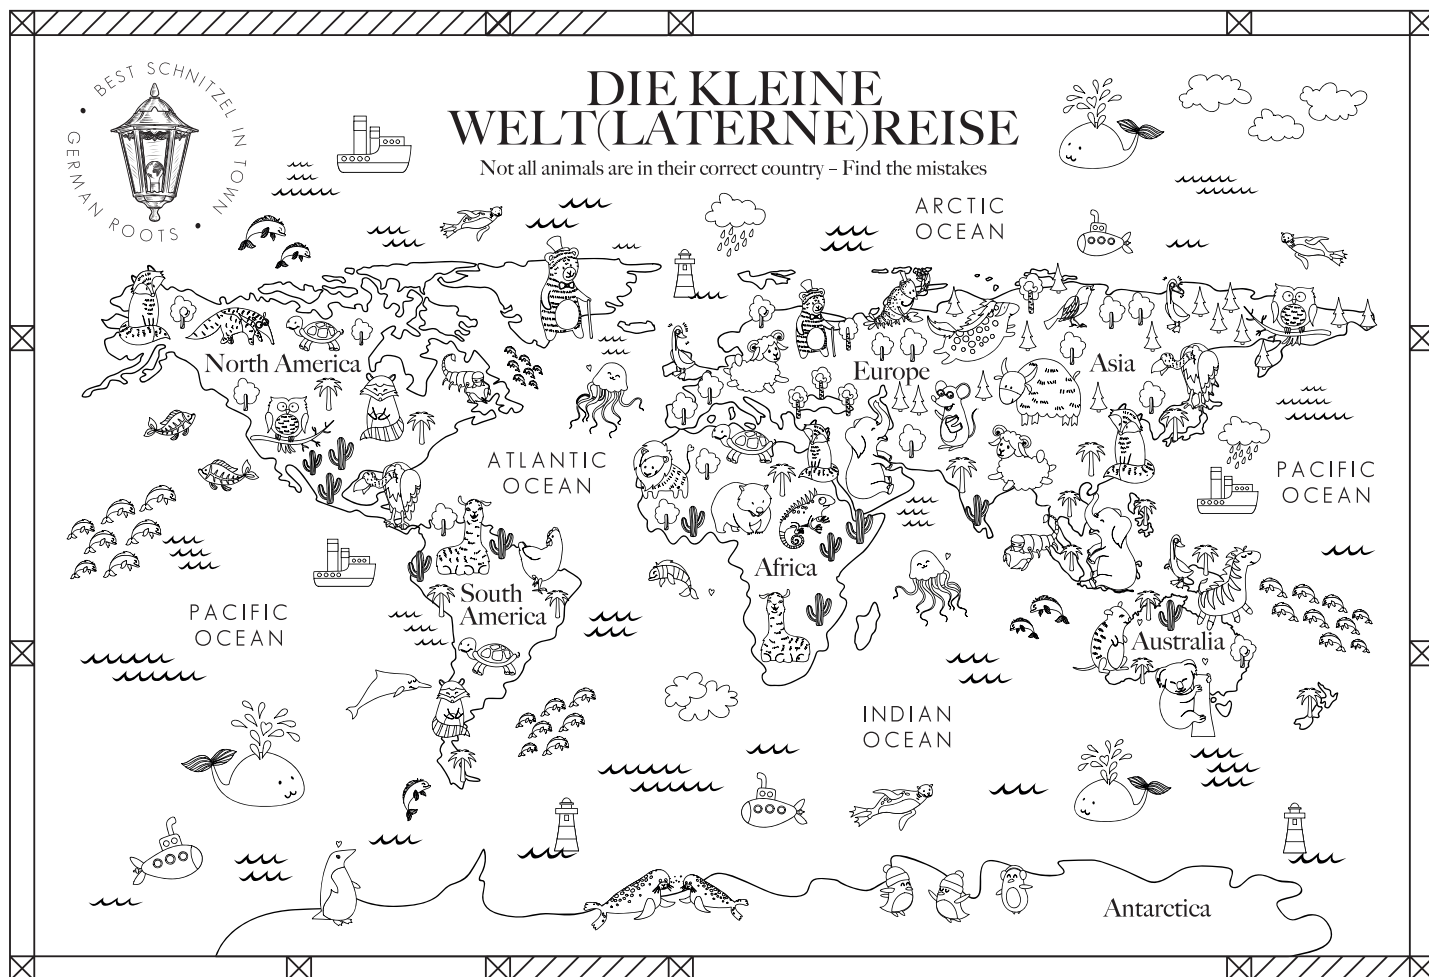 BEST SCHNITZEL IN TOWN
GERMAN ROOTS
DIE KLEINE
WELT(LATERNE)REISE
Not all animals are in their correct country – Find the mistakes
ARCTIC
OCEAN
North America
Europe
Asia
ATLANTIC
OCEAN
PACIFIC
OCEAN
Africa
South
America
PACIFIC
OCEAN
Australia
INDIAN
OCEAN
Antarctica